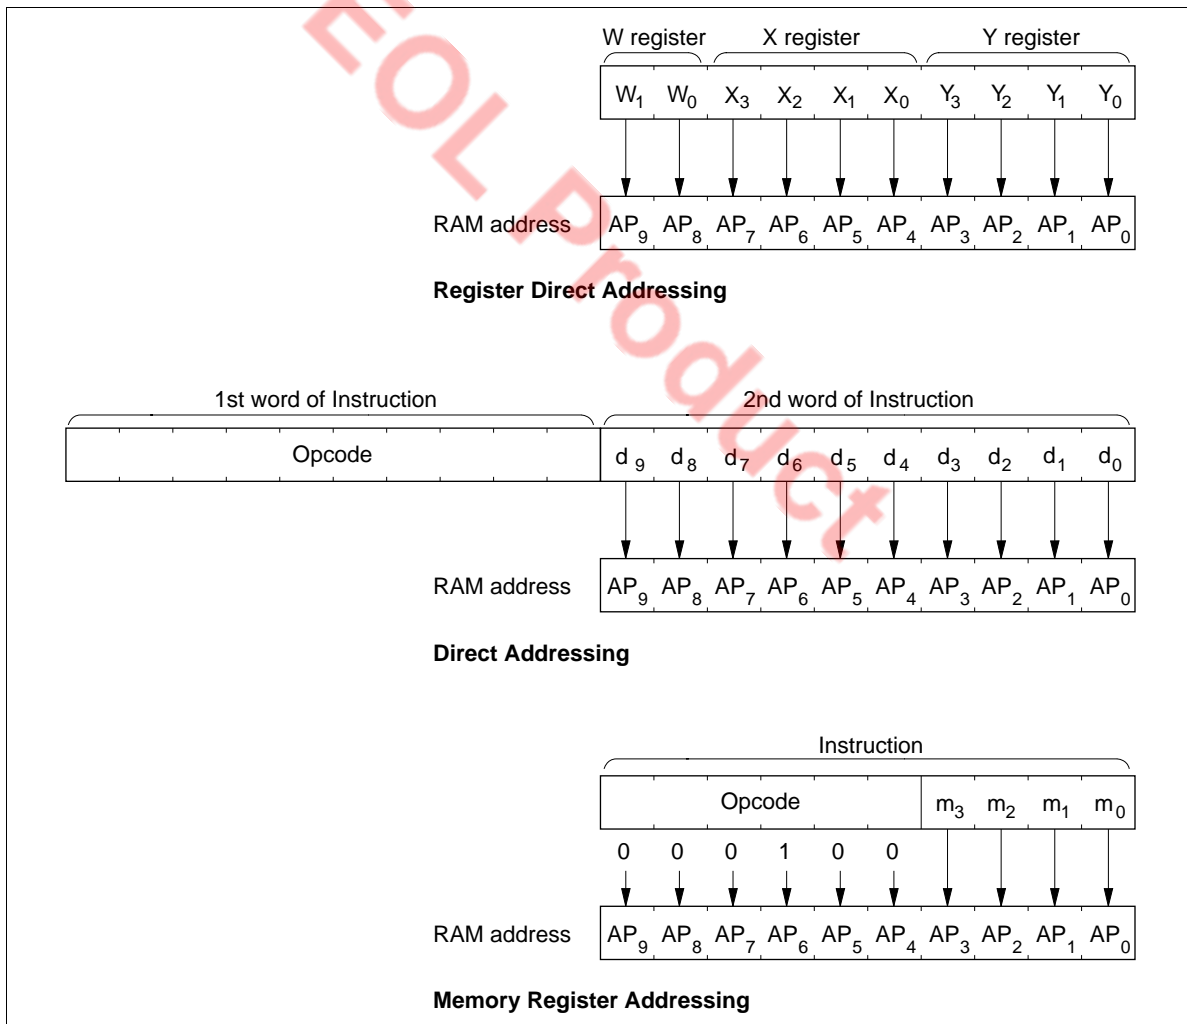 W register X register Y register
W1 W0 X3 X2 X1 X0 Y3 Y2 Y1 Y0
RAM address AP9 AP8 AP7 AP6 AP5 AP4 AP3 AP2 AP1 AP0
Register Direct Addressing
1st word of Instruction 2nd word of Instruction
Opcode d9 d8 d7 d6 d5 d4 d3 d2 d1 d0
RAM address AP9 AP8 AP7 AP6 AP5 AP4 AP3 AP2 AP1 AP0
Direct Addressing
Instruction
Opcode m3 m2 m1 m0
0 0 0 1 0 0
RAM address AP9 AP8 AP7 AP6 AP5 AP4 AP3 AP2 AP1 AP0
Memory Register Addressing
EOL Product